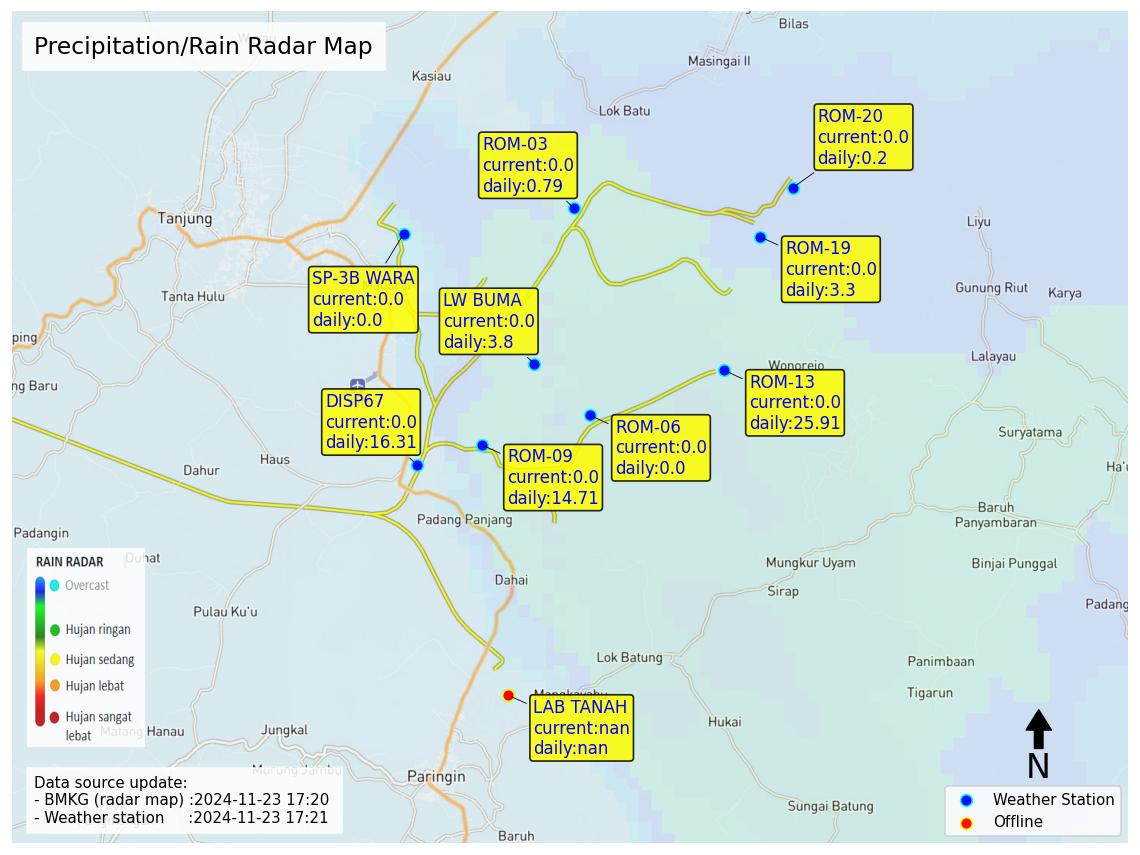 Precipitation/Rain Radar Map
Bilas
Masingai II
Kasiau
Lok Batu
ROM-20
current:0.0
daily:0.2
ROM-03
current:0.0
daily:0.79
Tanjung
Liyu
ROM-19
current:0.0
daily:3.3
SP-3B WARA
current:0.0
daily:0.0
Tanta Hulu
LW BUMA
current:0.0
daily:3.8
Gunung Riut
Karya
ping
Lalayau
Wonorejo
ng Baru
ROM-13
current:0.0
daily:25.91
DISP67
current:0.0
daily:16.31
ROM-06
current:0.0
daily:0.0
Suryatama
Haus
Dahur
ROM-09
current:0.0
daily:14.71
Ha'u
Baruh
Panyambaran
Padang Panjang
Padangin
Duhat
RAIN RADAR
Overcast
Hujan ringan
Hujan sedang
Hujan lebat
Hujan sangat
lebat
Mungkur Uyam
Binjai Punggal
Dahai
Sirap
Pulau Ku'u
Padang
Lok Batung
Panimbaan
Tigarun
LAB TANAH
current:nan
daily:nan
Hukai
Matang Hanau
Jungkal
Murung Jambu
Paringin
N
Data source update:
- BMKG (radar map) :2024-11-23 17:20
- Weather station :2024-11-23 17:21
Weather Station
Offline
Sungai Batung
Baruh